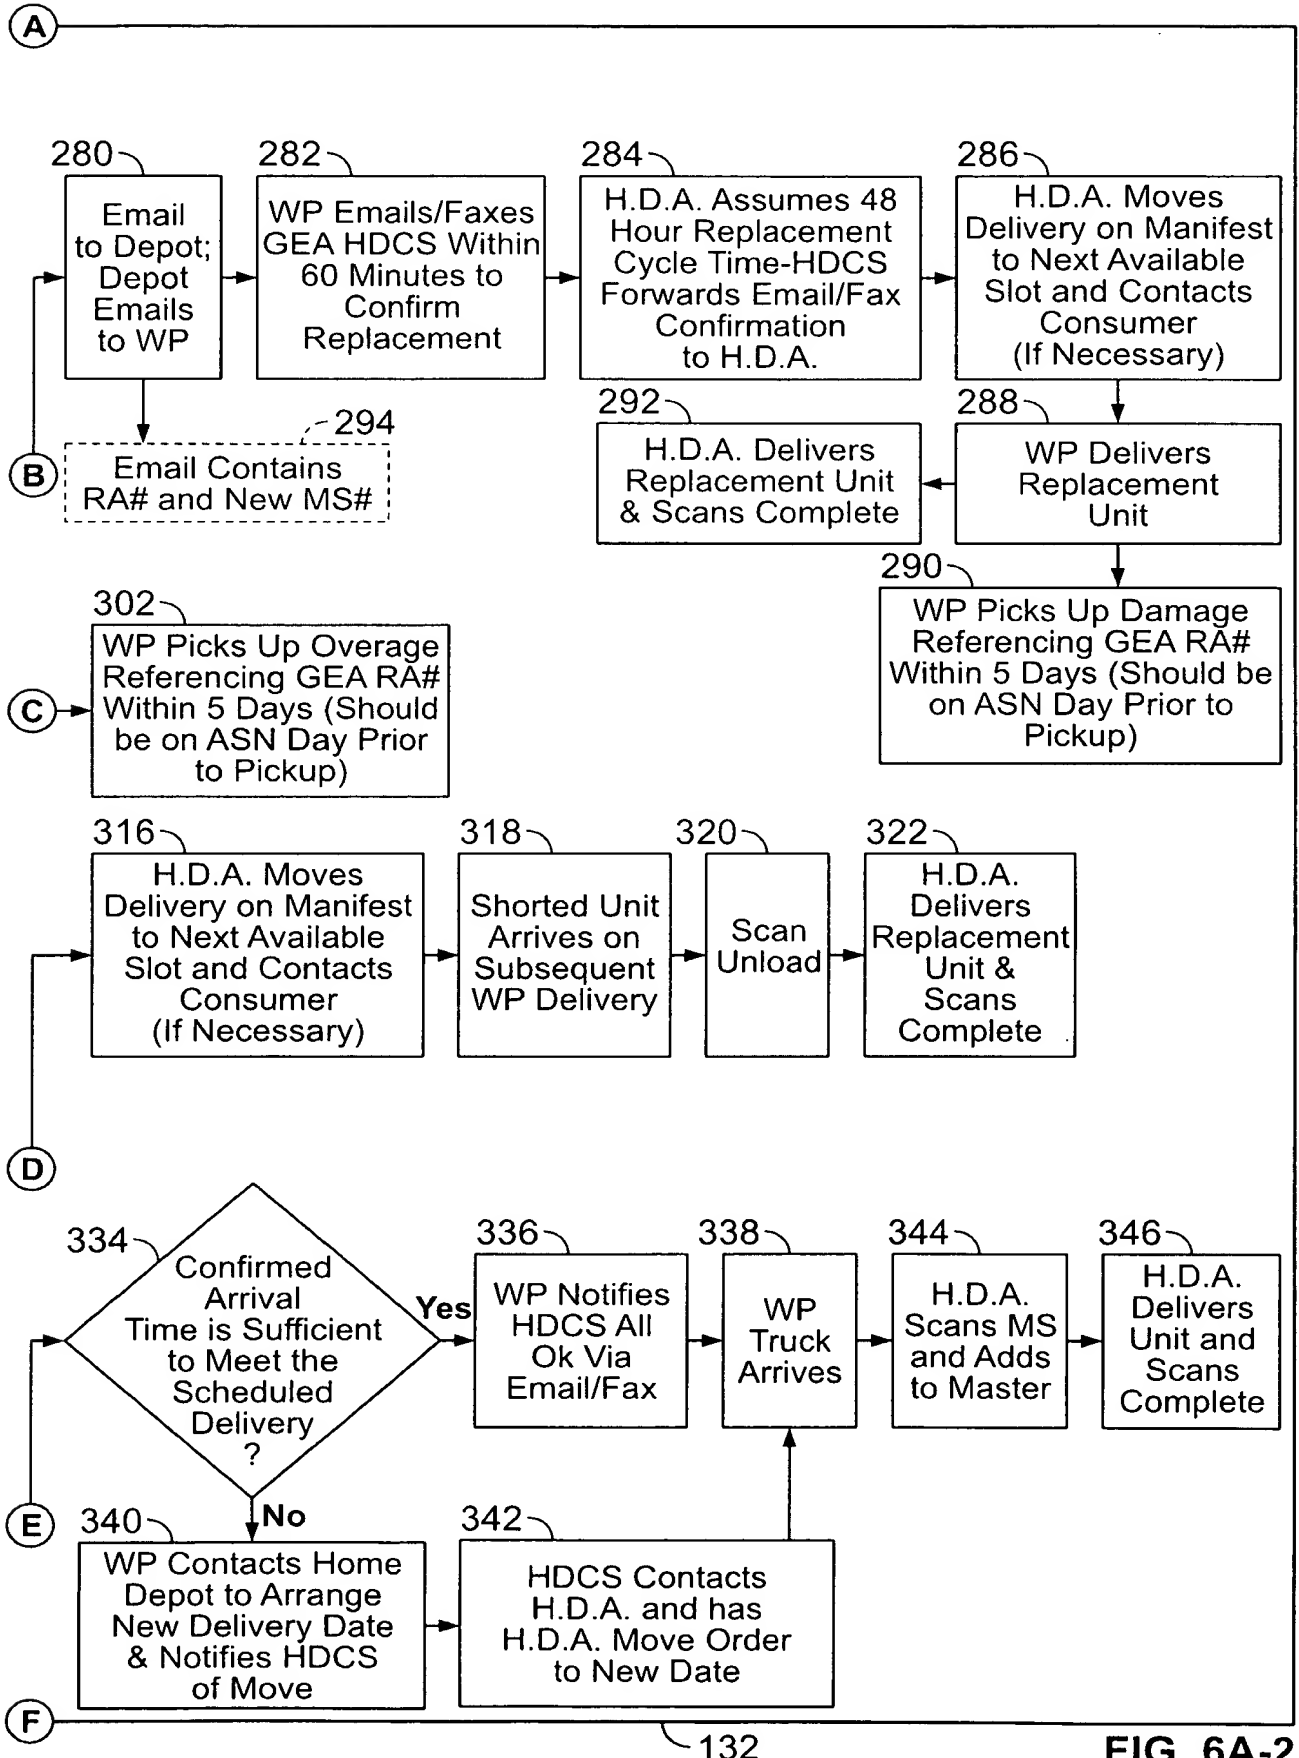 A
280
Email
to Depot;
Depot
Emails
to WP
282
WP Emails/Faxes
GEA HDCS Within
60 Minutes to
Confirm
Replacement
284
H.D.A. Assumes 48
Hour Replacement
Cycle Time-HDCS
Forwards Email/Fax
Confirmation
to H.D.A.
286
H.D.A. Moves
Delivery on Manifest
to Next Available
Slot and Contacts
Consumer
(If Necessary)
B
294
Email Contains
RA# and New MS#
292
H.D.A. Delivers
Replacement Unit
& Scans Complete
288
WP Delivers
Replacement
Unit
290
WP Picks Up Damage
Referencing GEA RA#
Within 5 Days (Should be
on ASN Day Prior to
Pickup)
C
302
WP Picks Up Overage
Referencing GEA RA#
Within 5 Days (Should
be on ASN Day Prior
to Pickup)
316
H.D.A. Moves
Delivery on Manifest
to Next Available
Slot and Contacts
Consumer
(If Necessary)
318
Shorted Unit
Arrives on
Subsequent
WP Delivery
320
Scan
Unload
322
H.D.A.
Delivers
Replacement
Unit &
Scans
Complete
D
334
Confirmed
Arrival
Time is Sufficient
to Meet the
Scheduled
Delivery
?
Yes
336
WP Notifies
HDCS All
Ok Via
Email/Fax
338
WP
Truck
Arrives
344
H.D.A.
Scans MS
and Adds
to Master
346
H.D.A.
Delivers
Unit and
Scans
Complete
E
No
340
WP Contacts Home
Depot to Arrange
New Delivery Date
& Notifies HDCS
of Move
342
HDCS Contacts
H.D.A. and has
H.D.A. Move Order
to New Date
F
132
FIG. 6A-2